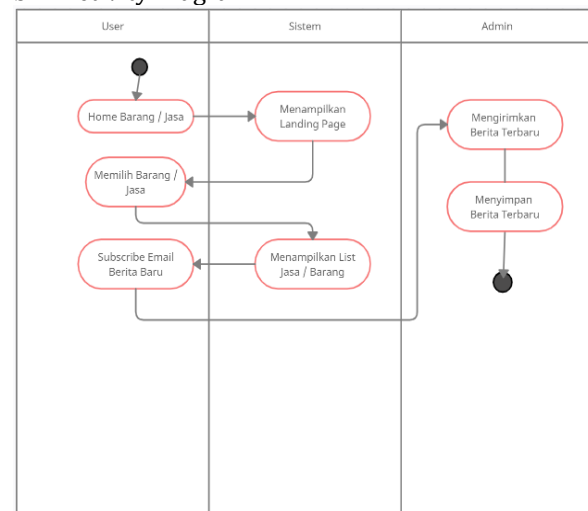 User
Sistem
Admin
Home Barang / Jasa
Menampilkan
Landing Page
Mengirimkan
Berita Terbaru
Memilih Barang /
Jasa
Menyimpan
Berita Terbaru
Subscribe Email
Berita Baru
Menampilkan List
Jasa / Barang